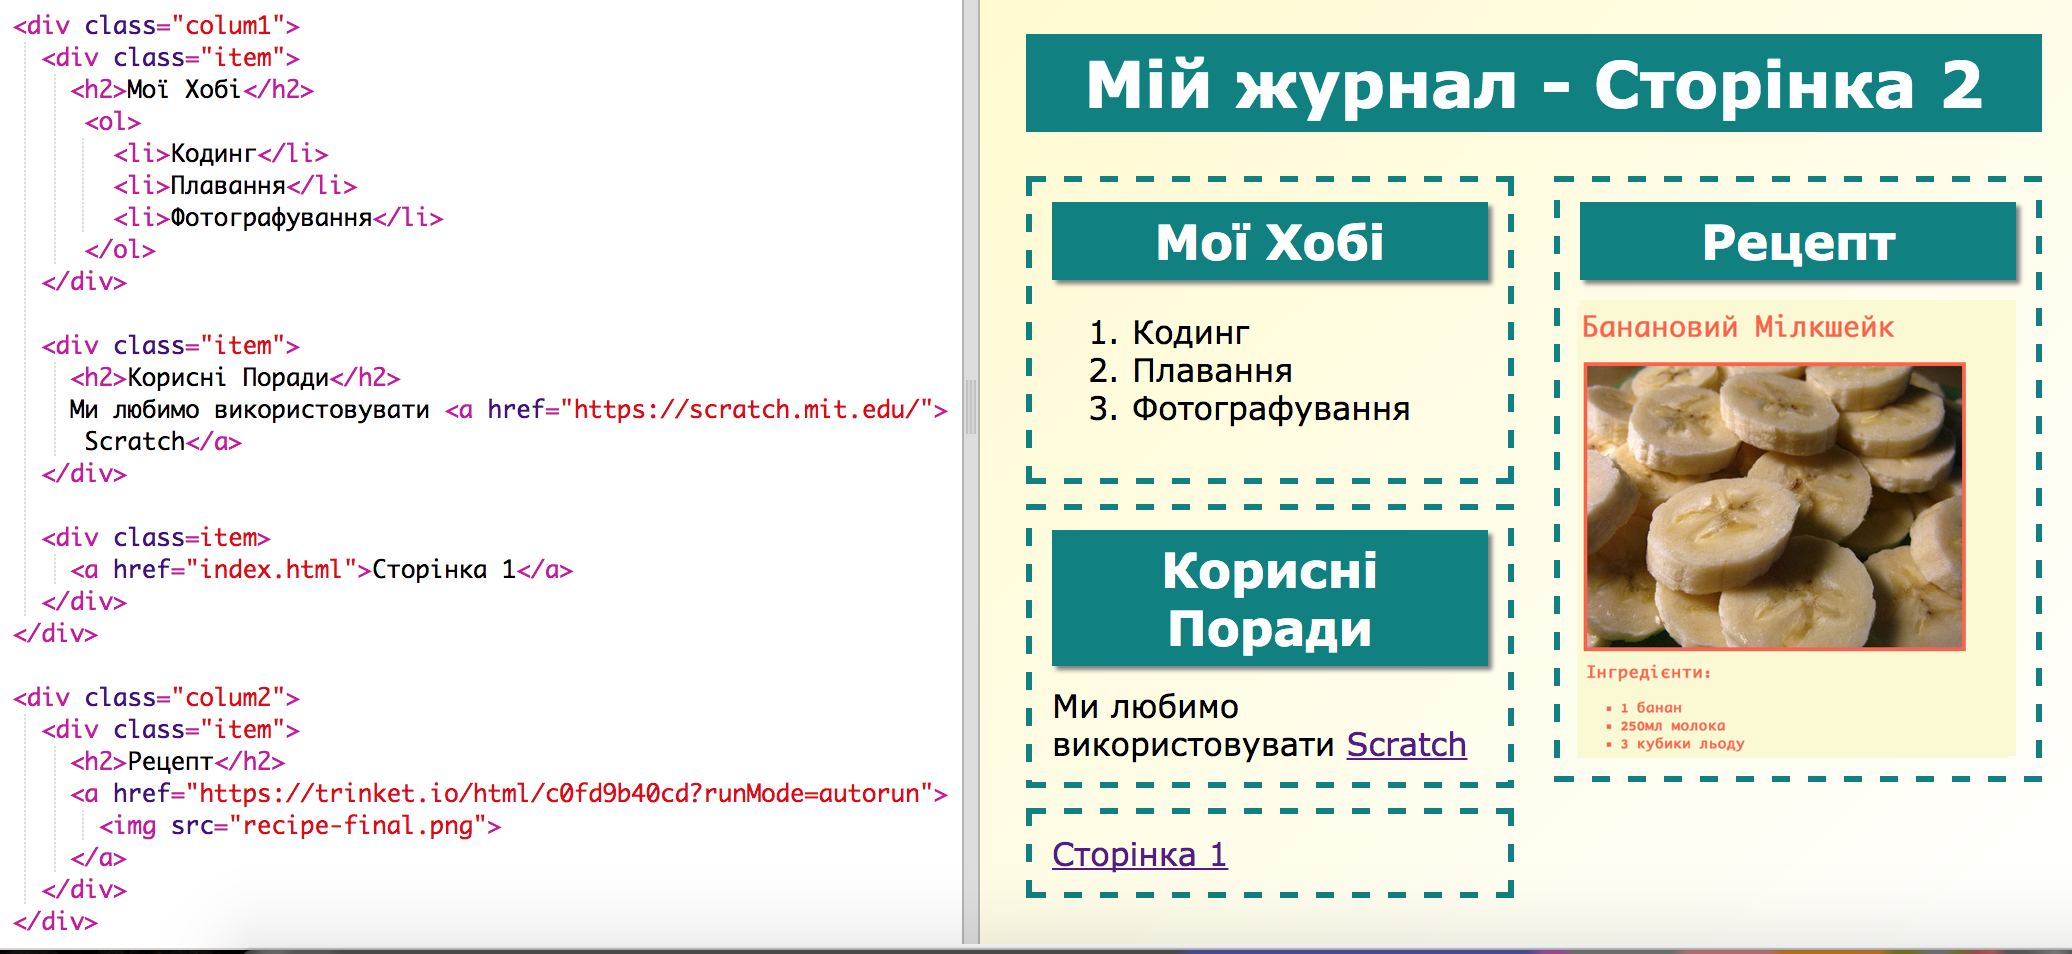 <div class="colum1">
<div class="item">
<h2>Мої Хобі</h2>
<ol>
<li>Кодинг</li>
<li>Плавання</li>
<li>Фотографування</li>
</ol>
</div>
<div class="item">
<h2>Корисні Поради</h2>
Ми любимо використовувати <a href="https://scratch.mit.edu/">
Scratch</a>
</div>
<div class=item>
<a href="index.html">Сторінка 1</a>
</div>
</div>
<div class="colum2">
<div class="item">
<h2>Рецепт</h2>
<a href="https://trinket.io/html/c0fd9b40cd?runMode=autorun">
<img src="recipe-final.png">
</a>
</div>
</div>
Мій журнал - Сторінка 2
Мої Хобі
1. Кодинг
2. Плавання
3. Фотографування
Корисні
Поради
Ми любимо
використовувати Scratch
Сторінка 1
Рецепт
Банановий Мілкшейк
Інгредієнти:
▪ 1 банан
▪ 250мл молока
▪ 3 кубики льоду